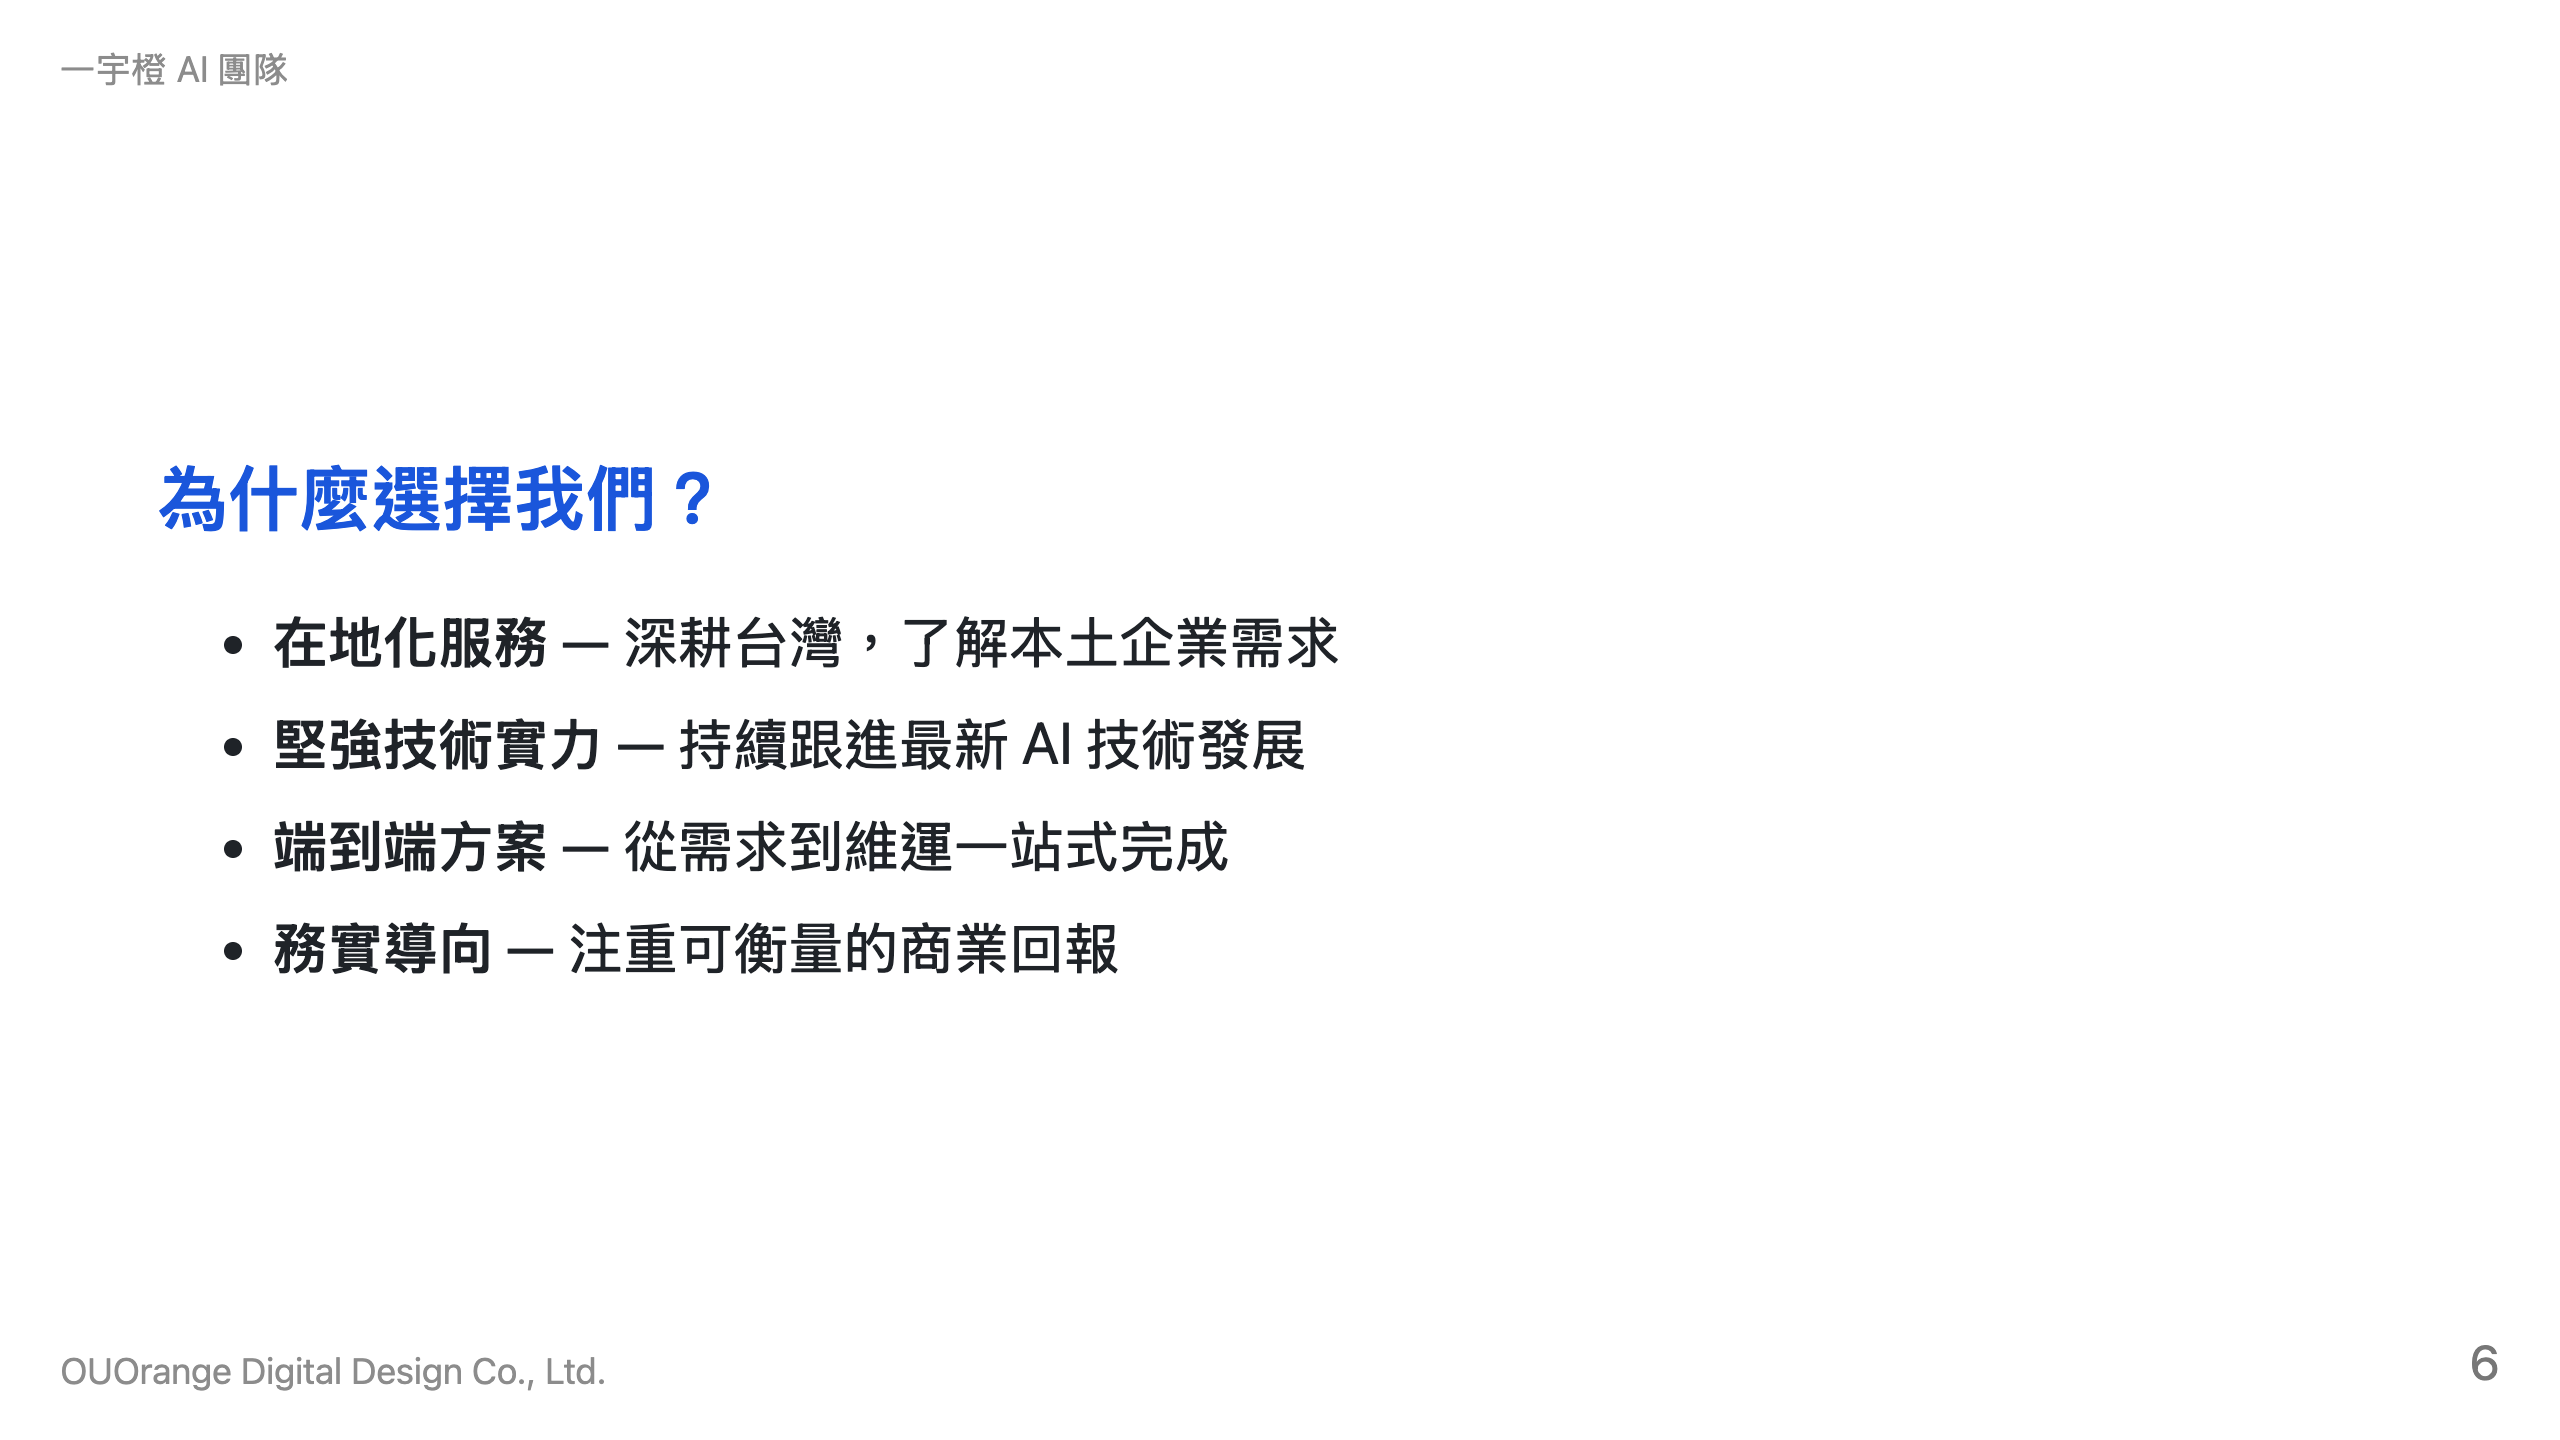 一宇橙 AI 團隊
為什麼選擇我們？
• 在地化服務 — 深耕台灣，了解本土企業需求
• 堅強技術實力 — 持續跟進最新 AI 技術發展
• 端到端方案 — 從需求到維運一站式完成
• 務實導向 — 注重可衡量的商業回報
OUOrange Digital Design Co., Ltd.
6